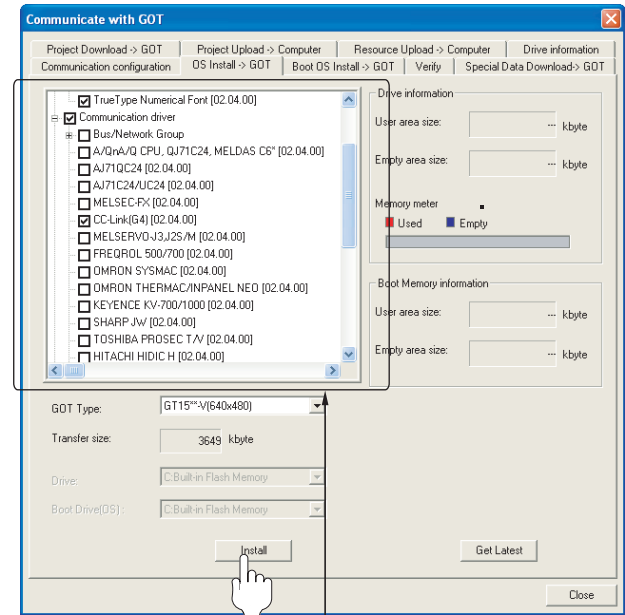 Communicate with GOT
Project Download -> GOT
Project Upload -> Computer
Resource Upload -> Computer
Drive information
Communication configuration
OS Install -> GOT
Boot OS Install -> GOT
Verify
Special Data Download-> GOT
TrueType Numerical Font [02.04.00]
Communication driver
Bus/Network Group
A/QnA/Q CPU, QJ71C24, MELDAS C6* [02.04.00]
AJ71QC24 [02.04.00]
AJ71C24/UC24 [02.04.00]
MELSEC-FX [02.04.00]
CC-Link(G4) [02.04.00]
MELSERVO-J3,J2S/M [02.04.00]
FREQROL 500/700 [02.04.00]
OMRON SYSMAC [02.04.00]
OMRON THERMAC/INPANEL NEO [02.04.00]
KEYENCE KV-700/1000 [02.04.00]
SHARP JW [02.04.00]
TOSHIBA PROSEC T/V [02.04.00]
HITACHI HIDIC H [02.04.00]
Drive information
User area size: --- kbyte
Empty area size: --- kbyte
Memory meter
Used Empty
Boot Memory information
User area size: --- kbyte
Empty area size: --- kbyte
GOT Type: GT15**-V(640x480)
Transfer size: 3649 kbyte
Drive: C:Built-in Flash Memory
Boot Drive(OS) : C:Built-in Flash Memory
Install
Get Latest
Close